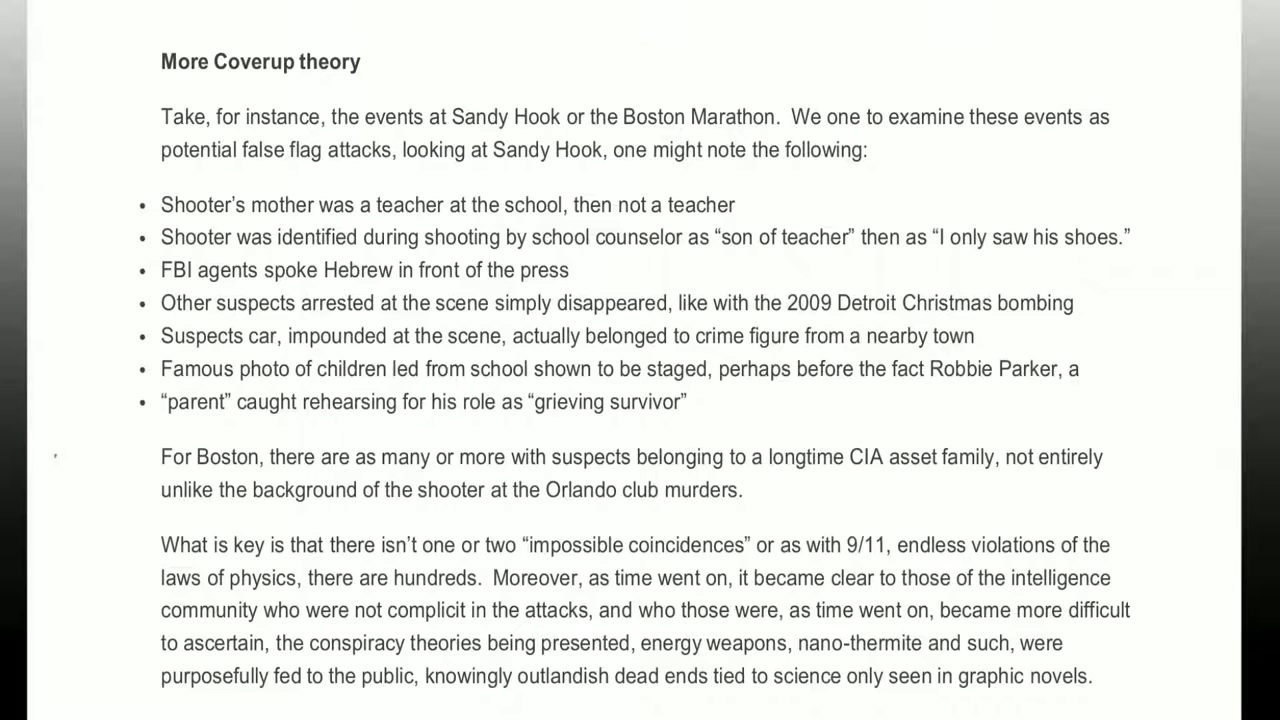 More Coverup theory
Take, for instance, the events at Sandy Hook or the Boston Marathon.  We one to examine these events as
potential false flag attacks, looking at Sandy Hook, one might note the following:
• Shooter’s mother was a teacher at the school, then not a teacher
• Shooter was identified during shooting by school counselor as “son of teacher” then as “I only saw his shoes.”
• FBI agents spoke Hebrew in front of the press
• Other suspects arrested at the scene simply disappeared, like with the 2009 Detroit Christmas bombing
• Suspects car, impounded at the scene, actually belonged to crime figure from a nearby town
• Famous photo of children led from school shown to be staged, perhaps before the fact Robbie Parker, a
• “parent” caught rehearsing for his role as “grieving survivor”
For Boston, there are as many or more with suspects belonging to a longtime CIA asset family, not entirely
unlike the background of the shooter at the Orlando club murders.
What is key is that there isn’t one or two “impossible coincidences” or as with 9/11, endless violations of the
laws of physics, there are hundreds.  Moreover, as time went on, it became clear to those of the intelligence
community who were not complicit in the attacks, and who those were, as time went on, became more difficult
to ascertain, the conspiracy theories being presented, energy weapons, nano-thermite and such, were
purposefully fed to the public, knowingly outlandish dead ends tied to science only seen in graphic novels.